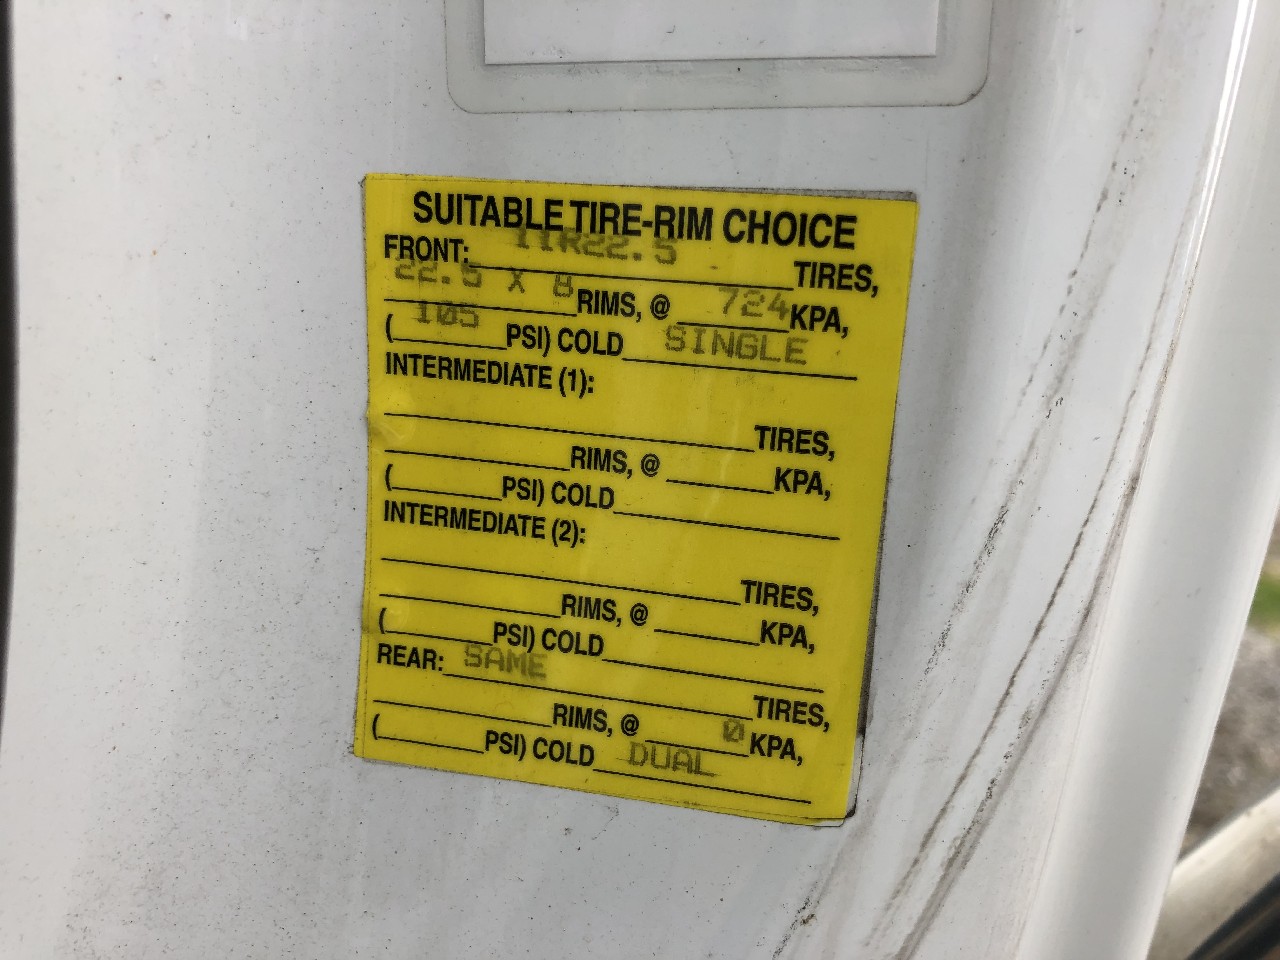 SUITABLE TIRE-RIM CHOICE
FRONT: 11R22.5 TIRES,
22.5 X 8 RIMS, @ 724 KPA,
( 105 PSI) COLD SINGLE
INTERMEDIATE (1):
TIRES,
RIMS, @ KPA,
( PSI) COLD
INTERMEDIATE (2):
TIRES,
RIMS, @ KPA,
( PSI) COLD
REAR: SAME
TIRES,
RIMS, @ 0 KPA,
( PSI) COLD DUAL